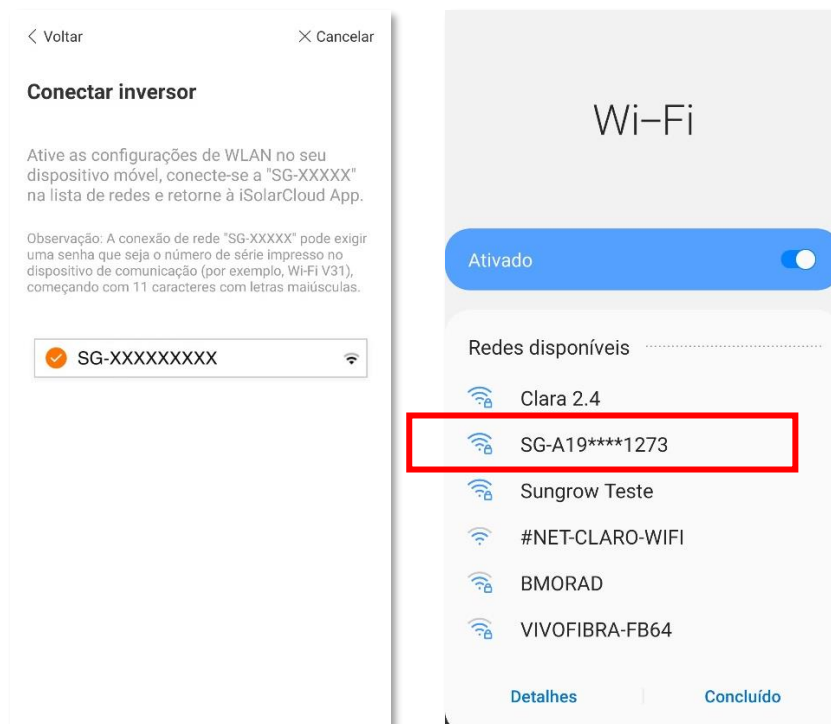 Voltar
Cancelar
Conectar inversor
Ative as configurações de WLAN no seu
dispositivo móvel, conecte-se a "SG-XXXXX"
na lista de redes e retorne à iSolarCloud App.
Observação: A conexão de rede "SG-XXXXX" pode exigir
uma senha que seja o número de série impresso no
dispositivo de comunicação (por exemplo, Wi-Fi V31),
começando com 11 caracteres com letras maiúsculas.
SG-XXXXXXXXX
Wi-Fi
Ativado
Redes disponíveis
Clara 2.4
SG-A19****1273
Sungrow Teste
#NET-CLARO-WIFI
BMORAD
VIVOFIBRA-FB64
Detalhes
Concluído